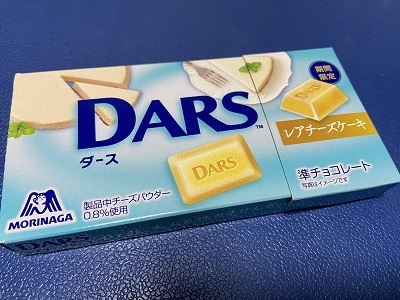 DARS™
ダース
DARS
MORINAGA
製品中チーズパウダー
0.8%使用
期間
限定
レアチーズケーキ
準チョコレート
写真はイメージです